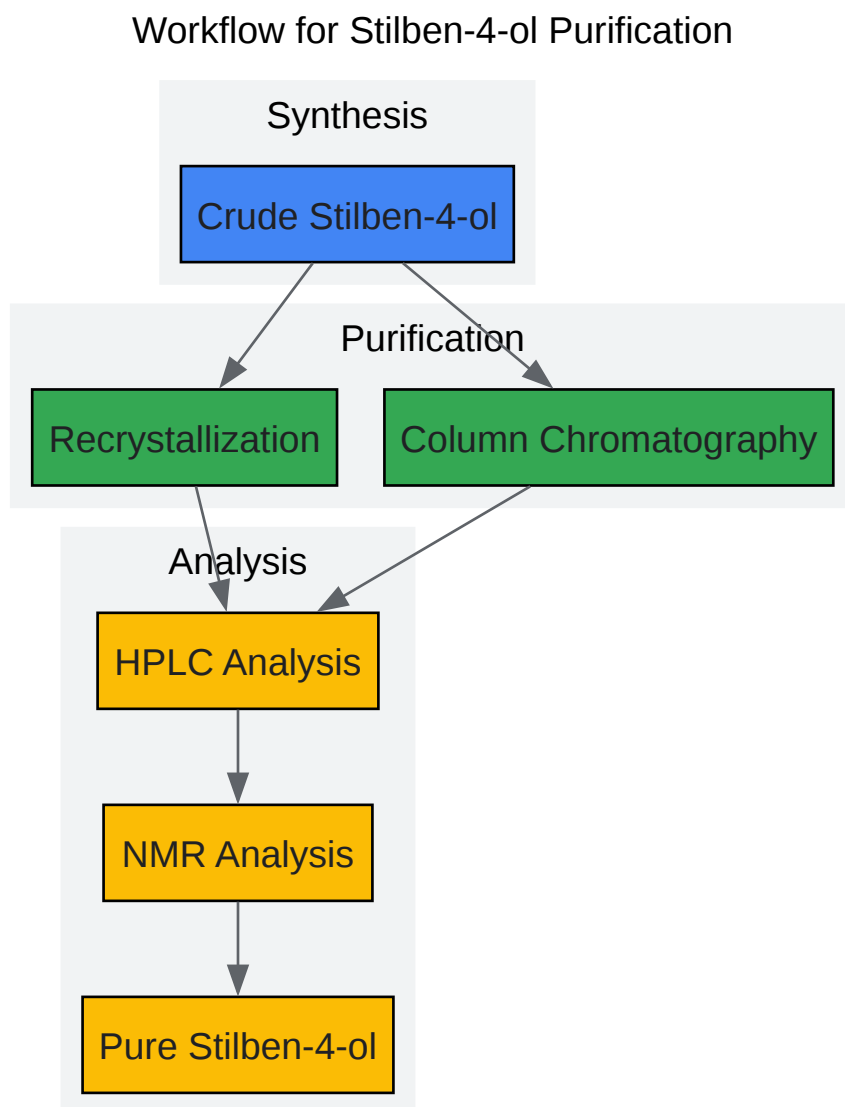 Workflow for Stilben-4-ol Purification
Synthesis
Crude Stilben-4-ol
Purification
Recrystallization
Column Chromatography
Analysis
HPLC Analysis
NMR Analysis
Pure Stilben-4-ol